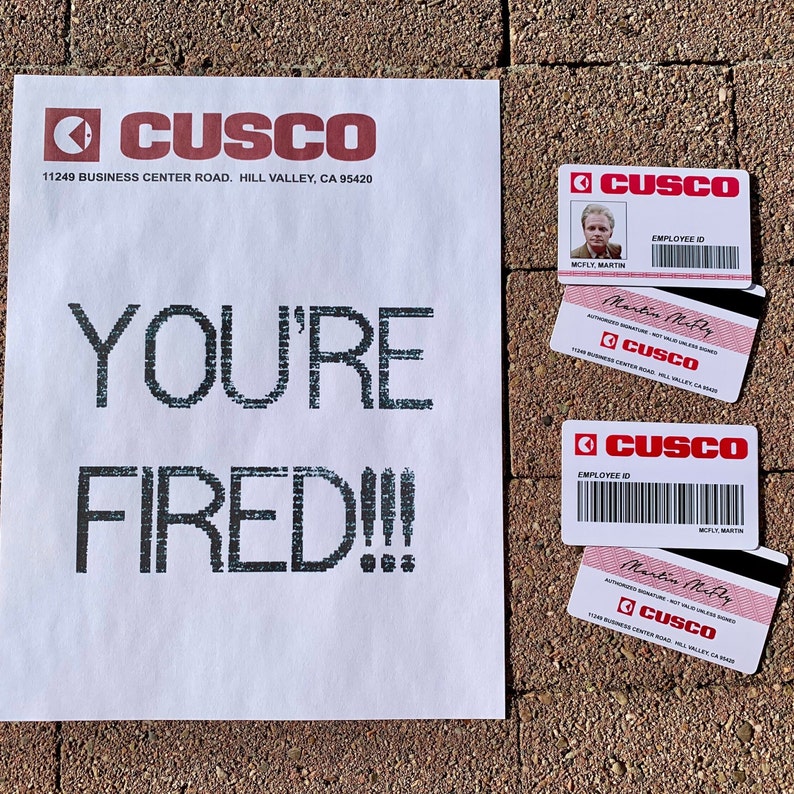 CUSCO
11249 BUSINESS CENTER ROAD. HILL VALLEY, CA 95420
YOU'RE
FIRED!!!
CUSCO
EMPLOYEE ID
MCFLY, MARTIN
Martin McFly
AUTHORIZED SIGNATURE - NOT VALID UNLESS SIGNED
CUSCO
11249 BUSINESS CENTER ROAD. HILL VALLEY, CA 95420
CUSCO
EMPLOYEE ID
MCFLY, MARTIN
Martin McFly
AUTHORIZED SIGNATURE - NOT VALID UNLESS SIGNED
CUSCO
11249 BUSINESS CENTER ROAD. HILL VALLEY, CA 95420